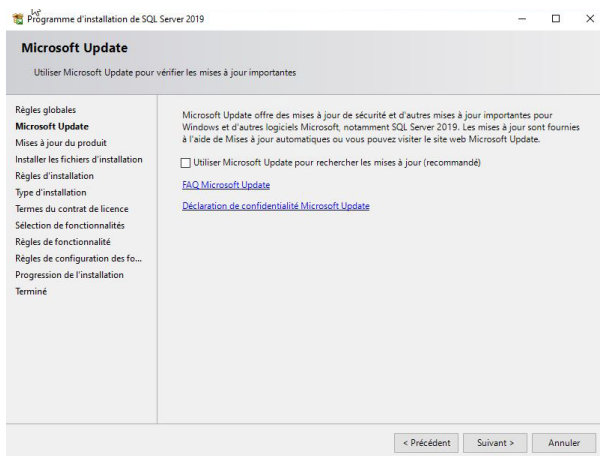 Programme d'installation de SQL Server 2019
Microsoft Update
Utiliser Microsoft Update pour vérifier les mises à jour importantes
Règles globales
Microsoft Update
Mises à jour du produit
Installer les fichiers d'installation
Règles d'installation
Type d'installation
Termes du contrat de licence
Sélection de fonctionnalités
Règles de fonctionnalité
Règles de configuration des fo...
Progression de l'installation
Terminé
Microsoft Update offre des mises à jour de sécurité et d'autres mises à jour importantes pour
Windows et d'autres logiciels Microsoft, notamment SQL Server 2019. Les mises à jour sont fournies
à l'aide de Mises à jour automatiques ou vous pouvez visiter le site web Microsoft Update.
Utiliser Microsoft Update pour rechercher les mises à jour (recommandé)
FAQ Microsoft Update
Déclaration de confidentialité Microsoft Update
< Précédent
Suivant >
Annuler